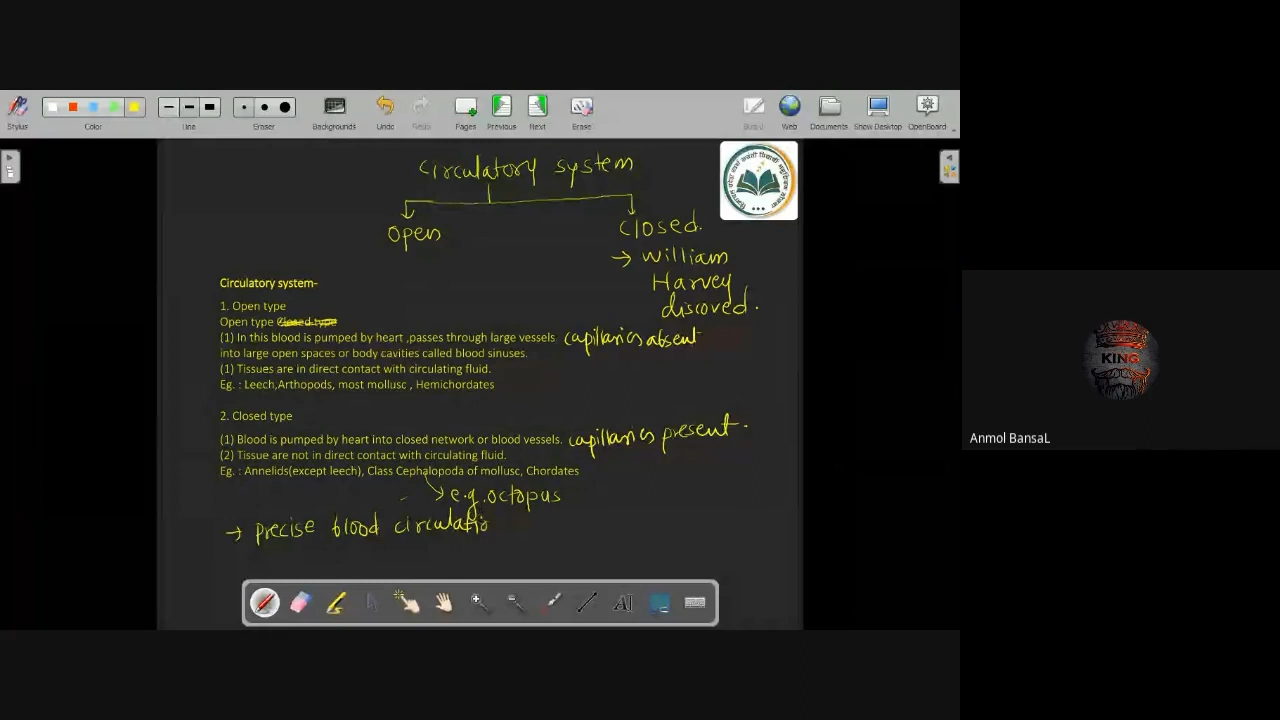 Stylus
Color
Line
Eraser
Backgrounds
Undo
Redo
Pages
Previous
Next
Erase
Board
Web
Documents
Show Desktop
OpenBoard
Circulatory system
Open
Closed.
→ William
Harvey
discoved.
Circulatory system-
1. Open type
Open type Closed type
(1) In this blood is pumped by heart ,passes through large vessels capillaries absent
into large open spaces or body cavities called blood sinuses.
(1) Tissues are in direct contact with circulating fluid.
Eg. : Leech,Arthopods, most mollusc , Hemichordates
2. Closed type
(1) Blood is pumped by heart into closed network or blood vessels. capillaries present.
(2) Tissue are not in direct contact with circulating fluid.
Eg. : Annelids(except leech), Class Cephalopoda of mollusc, Chordates
e.g. octopus
→ precise blood circulatio
KING
Anmol BansaL